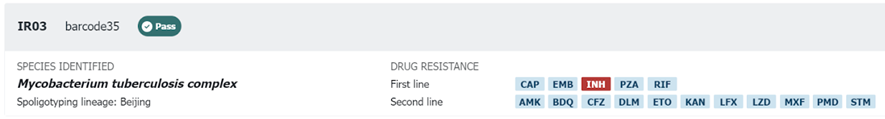 IR03 barcode35 Pass
SPECIES IDENTIFIED
Mycobacterium tuberculosis complex
Spoligotyping lineage: Beijing
DRUG RESISTANCE
First line CAP EMB INH PZA RIF
Second line AMK BDQ CFZ DLM ETO KAN LFX LZD MXF PMD STM